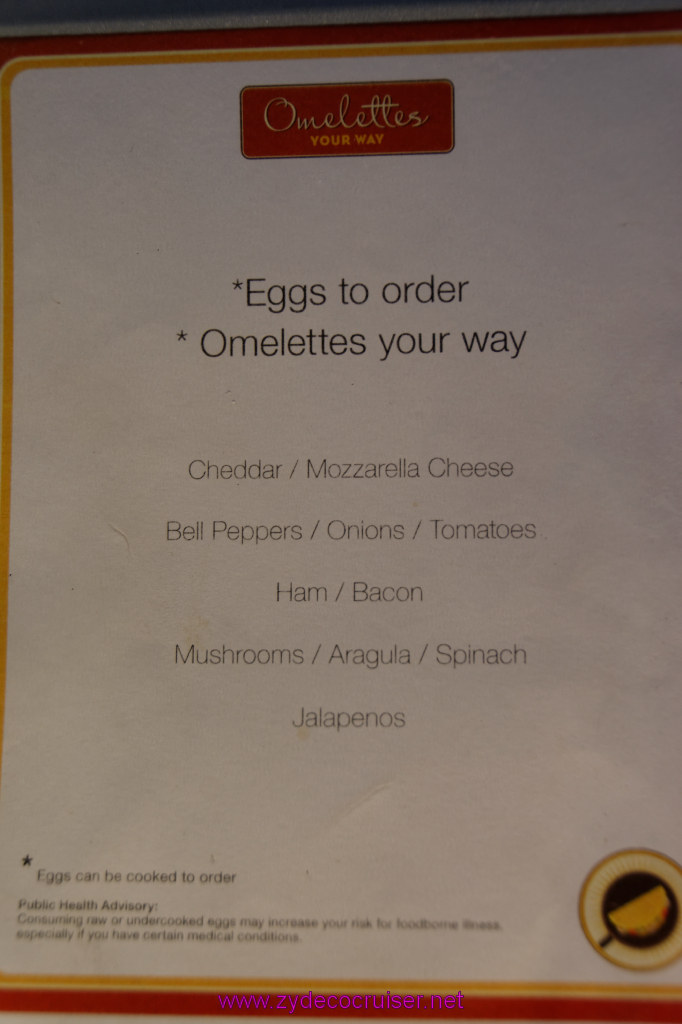 Omelettes
YOUR WAY
*Eggs to order
* Omelettes your way
Cheddar / Mozzarella Cheese
Bell Peppers / Onions / Tomatoes
Ham / Bacon
Mushrooms / Aragula / Spinach
Jalapenos
* Eggs can be cooked to order
Public Health Advisory:
Consuming raw or undercooked eggs may increase your risk for foodborne illness,
especially if you have certain medical conditions.
www.zydecocruiser.net